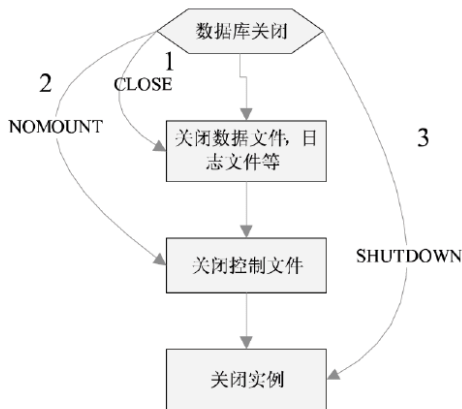 数据库关闭
1
2
CLOSE
NOMOUNT
关闭数据文件, 日
志文件等
3
关闭控制文件
SHUTDOWN
关闭实例